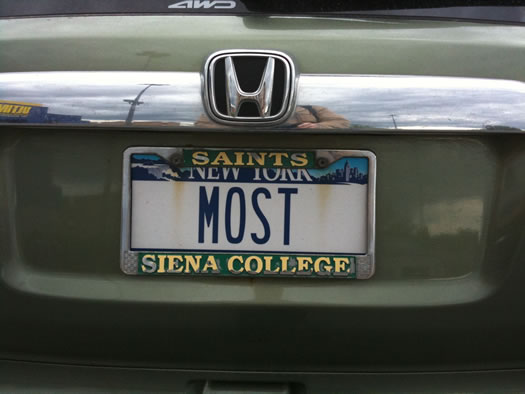 AWD
SAINTS
NEW YORK
MOST
SIENA COLLEGE